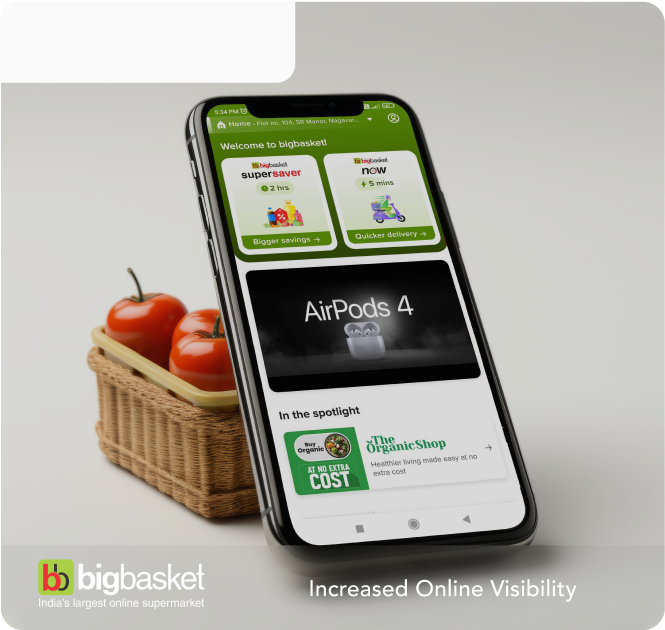 5:34 PM
Home - Flat no. 104, SR Manor, Nagavar...
Welcome to bigbasket!
bigbasket
supersaver
2 hrs
Bigger savings →
bigbasket
now
5 mins
Quicker delivery →
AirPods 4
In the spotlight
Buy
Organic
AT NO EXTRA
COST
The
OrganicShop
Healthier living made easy at no
extra cost
→
bb bigbasket
India's largest online supermarket
Increased Online Visibility